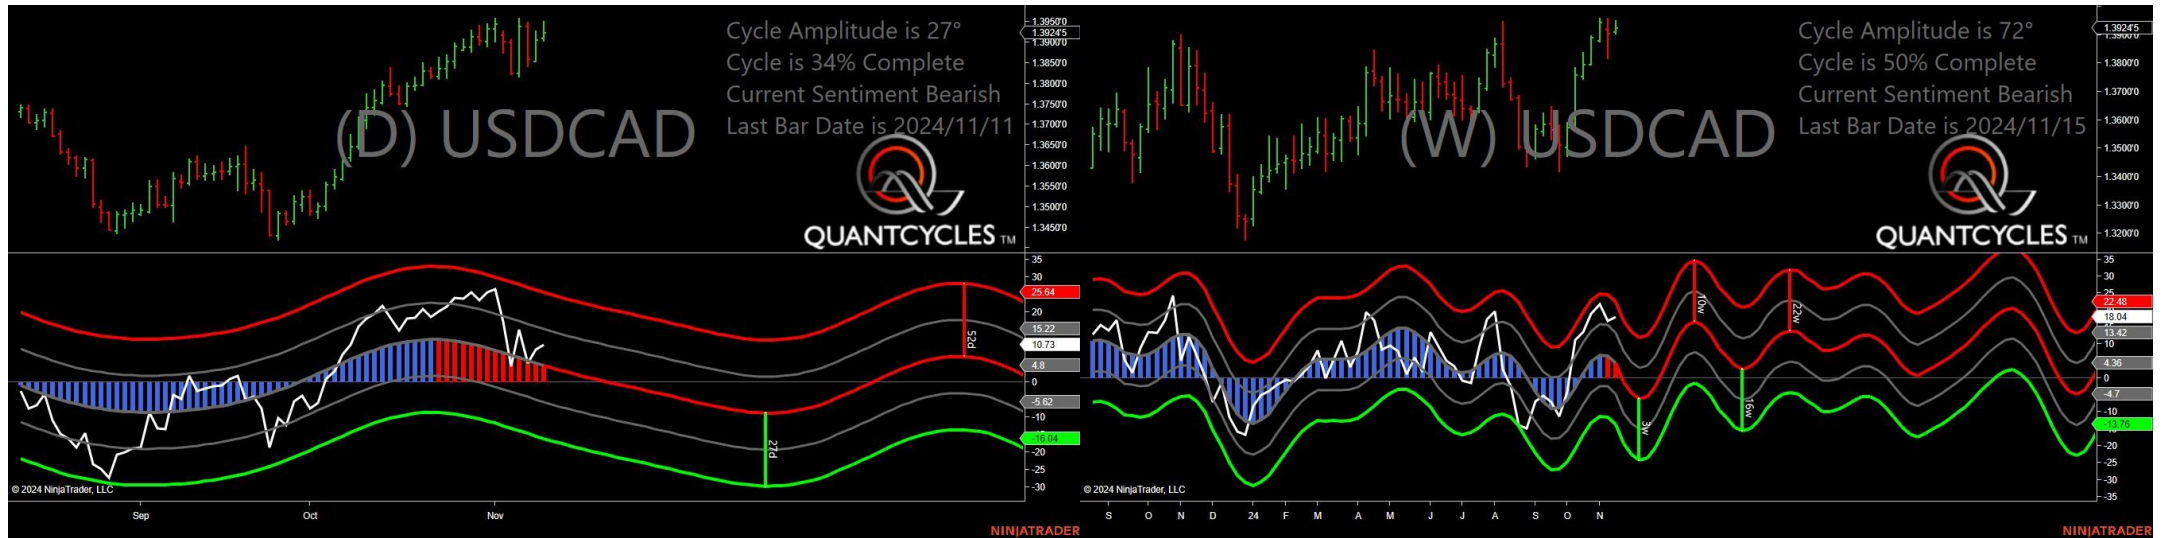 Cycle Amplitude is 27°
Cycle is 34% Complete
Current Sentiment Bearish
Last Bar Date is 2024/11/11
(D) USDCAD
QUANTCYCLES TM
1.3950'0
1.3924'5
1.3900'0
1.3850'0
1.3800'0
1.3750'0
1.3700'0
1.3650'0
1.3600'0
1.3550'0
1.3500'0
1.3450'0
35
30
25.64
20
15.22
10.73
4.8
0
-5.62
-10
-16.04
-20
-25
-30
52d
27d
© 2024 NinjaTrader, LLC
Sep
Oct
Nov
NINJATRADER
Cycle Amplitude is 72°
Cycle is 50% Complete
Current Sentiment Bearish
Last Bar Date is 2024/11/15
(W) USDCAD
QUANTCYCLES TM
1.3924'5
1.3800'0
1.3700'0
1.3600'0
1.3500'0
1.3400'0
1.3300'0
1.3200'0
35
30
25
22.48
18.04
13.42
10
4.36
0
-4.7
-10
-13.76
-20
-25
-30
-35
10w
22w
3w
16w
© 2024 NinjaTrader, LLC
S O N D 24 F M A M J J A S O N
NINJATRADER